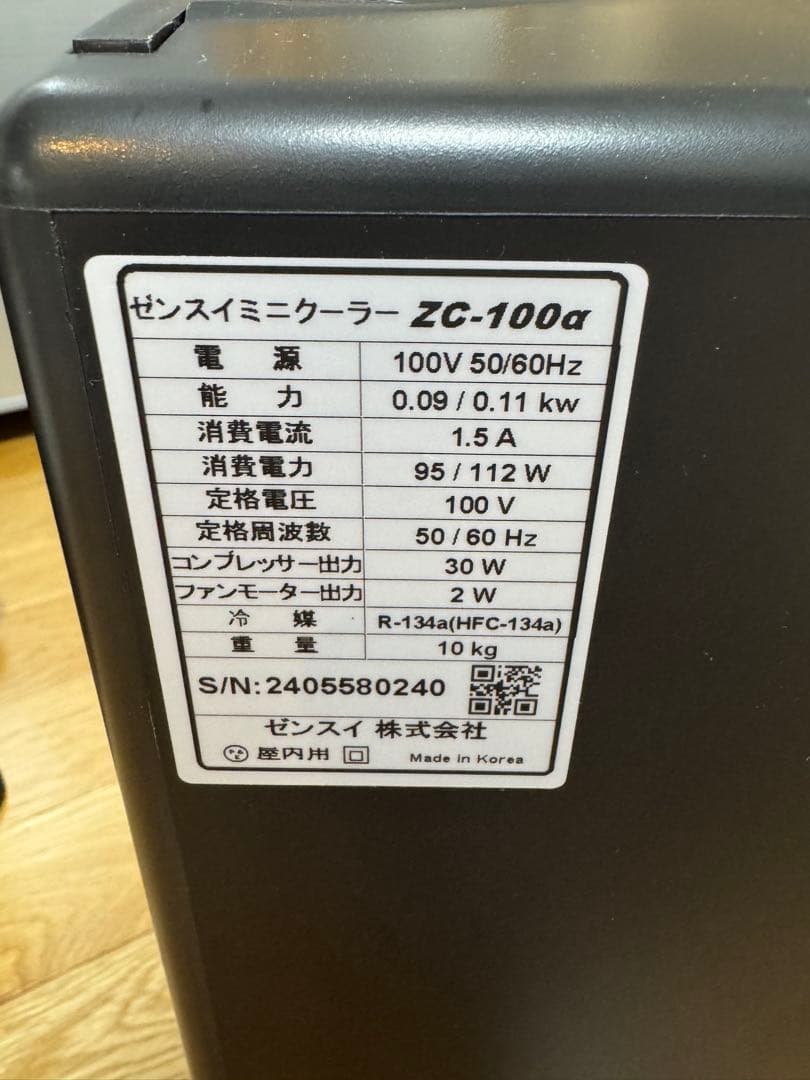 ゼンスイミニクーラー ZC-100α
電源 100V 50/60Hz
能力 0.09 / 0.11 kw
消費電流 1.5 A
消費電力 95 / 112 W
定格電圧 100 V
定格周波数 50 / 60 Hz
コンプレッサー出力 30 W
ファンモーター出力 2 W
冷媒 R-134a(HFC-134a)
重量 10 kg
S/N: 2405580240
ゼンスイ 株式会社
屋内用 Made in Korea